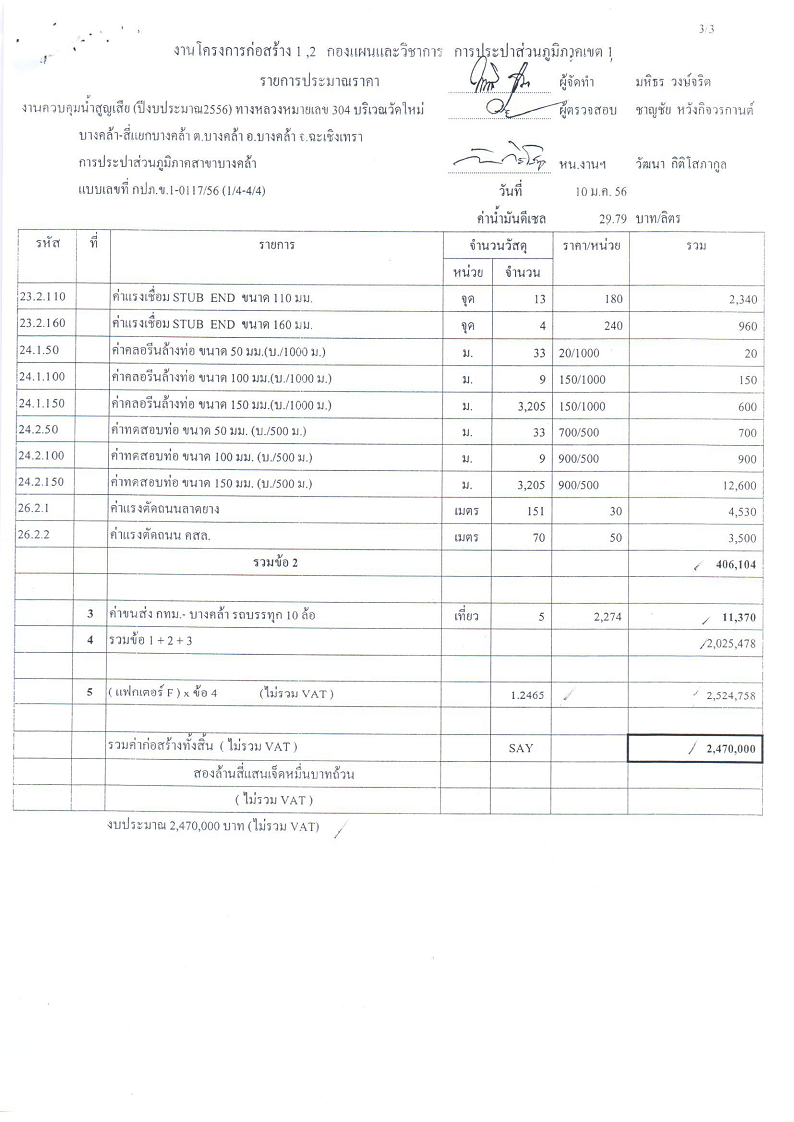 3/3
งานโครงการก่อสร้าง 1 ,2 กองแผนและวิชาการ การประปาส่วนภูมิภาคเขต 1
รายการประมาณราคา ผู้จัดทำ มหิธร วงษ์จริต
งานควบคุมน้ำสูญเสีย (ปีงบประมาณ2556) ทางหลวงหมายเลข 304 บริเวณวัดใหม่ ผู้ตรวจสอบ ชาญชัย หวังกิจวรกานต์
บางคล้า-สี่แยกบางคล้า ต.บางคล้า อ.บางคล้า จ.ฉะเชิงเทรา
การประปาส่วนภูมิภาคสาขาบางคล้า หน.งานฯ วัฒนา กิติโสภากูล
แบบเลขที่ กปภ.ข.1-0117/56 (1/4-4/4) วันที่ 10 ม.ค. 56
ค่าน้ำมันดีเซล 29.79 บาท/ลิตร
รหัส ที่ รายการ จำนวนวัสดุ ราคา/หน่วย รวม
หน่วย จำนวน
23.2.110 ค่าแรงเชื่อม STUB END ขนาด 110 มม. จุด 13 180 2,340
23.2.160 ค่าแรงเชื่อม STUB END ขนาด 160 มม. จุด 4 240 960
24.1.50 ค่าคลอรีนล้างท่อ ขนาด 50 มม.(บ./1000 ม.) ม. 33 20/1000 20
24.1.100 ค่าคลอรีนล้างท่อ ขนาด 100 มม.(บ./1000 ม.) ม. 9 150/1000 150
24.1.150 ค่าคลอรีนล้างท่อ ขนาด 150 มม.(บ./1000 ม.) ม. 3,205 150/1000 600
24.2.50 ค่าทดสอบท่อ ขนาด 50 มม. (บ./500 ม.) ม. 33 700/500 700
24.2.100 ค่าทดสอบท่อ ขนาด 100 มม. (บ./500 ม.) ม. 9 900/500 900
24.2.150 ค่าทดสอบท่อ ขนาด 150 มม. (บ./500 ม.) ม. 3,205 900/500 12,600
26.2.1 ค่าแรงตัดถนนลาดยาง เมตร 151 30 4,530
26.2.2 ค่าแรงตัดถนน คสล. เมตร 70 50 3,500
รวมข้อ 2 406,104
3 ค่าขนส่ง กทม.- บางคล้า รถบรรทุก 10 ล้อ เที่ยว 5 2,274 11,370
4 รวมข้อ 1 + 2 + 3 2,025,478
5 ( แฟกเตอร์ F ) x ข้อ 4 (ไม่รวม VAT ) 1.2465 2,524,758
รวมค่าก่อสร้างทั้งสิ้น ( ไม่รวม VAT ) SAY 2,470,000
สองล้านสี่แสนเจ็ดหมื่นบาทถ้วน
( ไม่รวม VAT )
งบประมาณ 2,470,000 บาท (ไม่รวม VAT)